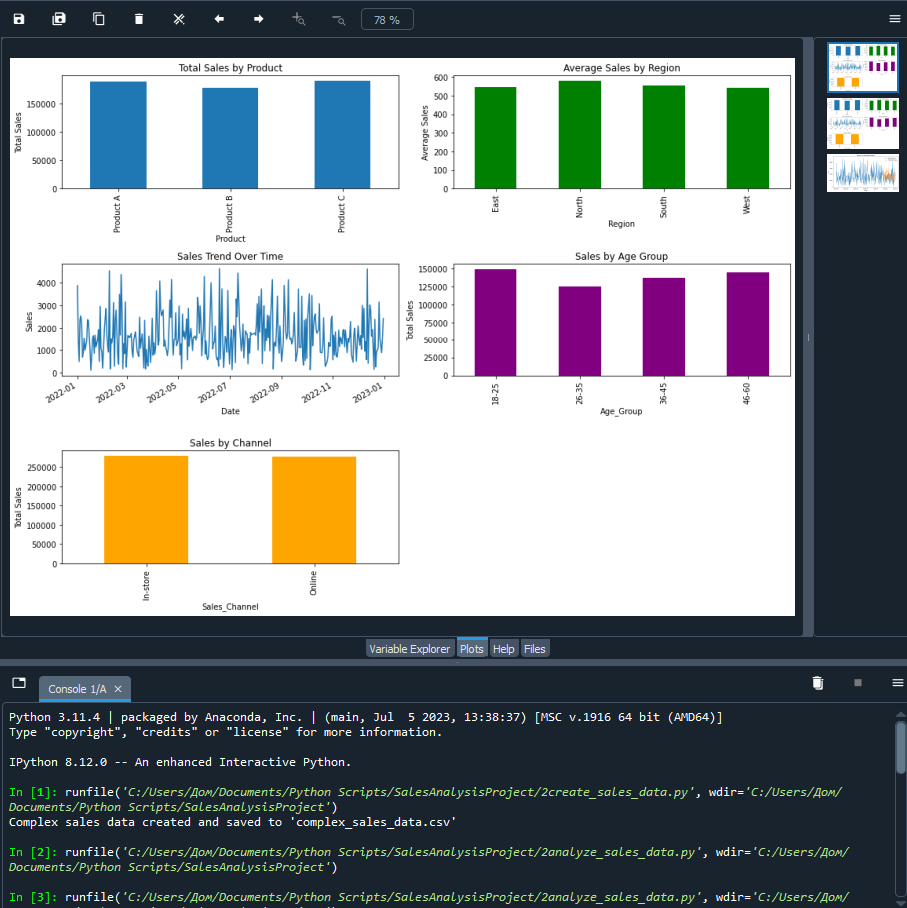 78 %
Total Sales by Product
Total Sales
150000
100000
50000
0
Product A
Product B
Product C
Product
Average Sales by Region
Average Sales
600
500
400
300
200
100
0
East
North
South
West
Region
Sales Trend Over Time
Sales
4000
3000
2000
1000
0
2022-01
2022-03
2022-05
2022-07
2022-09
2022-11
2023-01
Date
Sales by Age Group
Total Sales
150000
125000
100000
75000
50000
25000
0
18-25
26-35
36-45
46-60
Age_Group
Sales by Channel
Total Sales
250000
200000
150000
100000
50000
0
In-store
Online
Sales_Channel
Variable Explorer
Plots
Help
Files
Console 1/A
Python 3.11.4 | packaged by Anaconda, Inc. | (main, Jul  5 2023, 13:38:37) [MSC v.1916 64 bit (AMD64)]
Type "copyright", "credits" or "license" for more information.
IPython 8.12.0 -- An enhanced Interactive Python.
In [1]: runfile('C:/Users/Дом/Documents/Python Scripts/SalesAnalysisProject/2create_sales_data.py', wdir='C:/Users/Дом/
Documents/Python Scripts/SalesAnalysisProject')
Complex sales data created and saved to 'complex_sales_data.csv'
In [2]: runfile('C:/Users/Дом/Documents/Python Scripts/SalesAnalysisProject/2analyze_sales_data.py', wdir='C:/Users/Дом/
Documents/Python Scripts/SalesAnalysisProject')
In [3]: runfile('C:/Users/Дом/Documents/Python Scripts/SalesAnalysisProject/2analyze_sales_data.py', wdir='C:/Users/Дом/